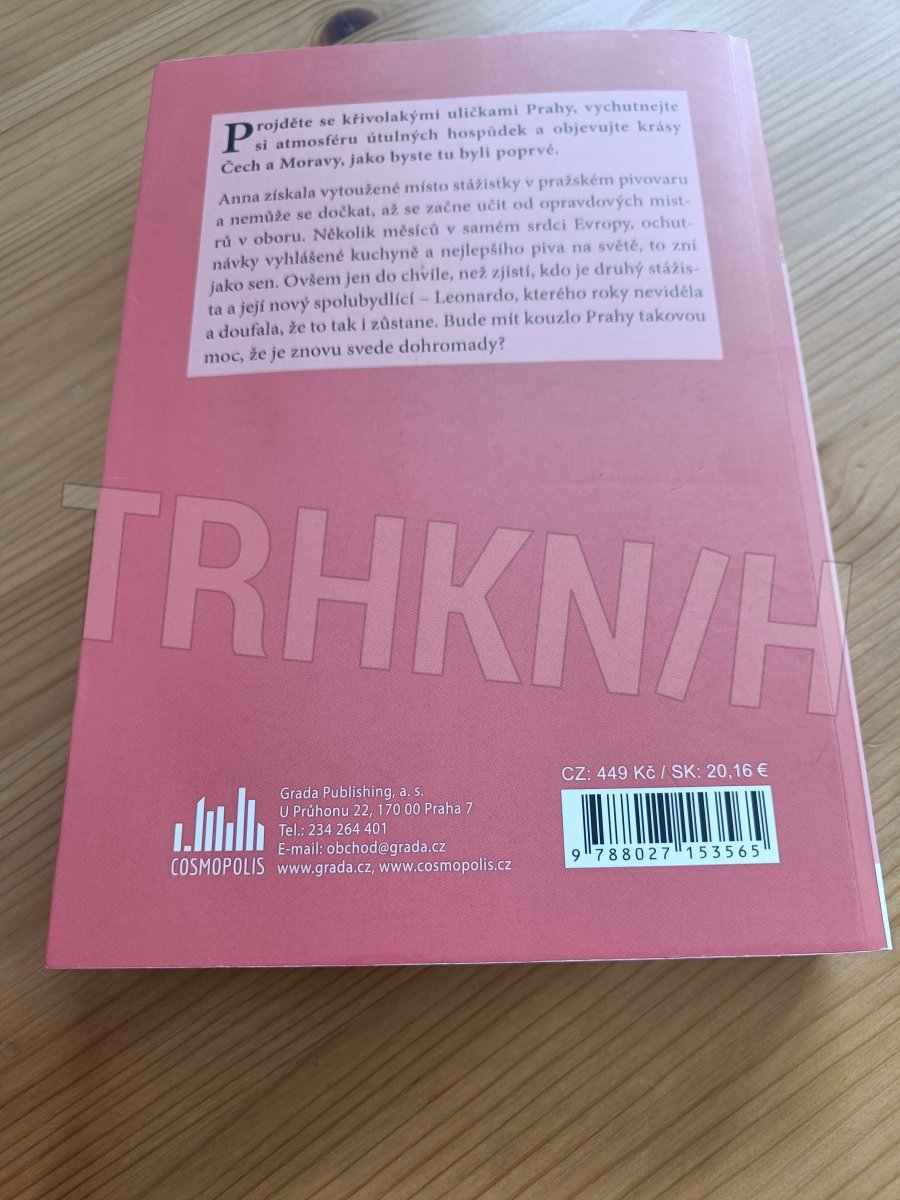 Projděte se křivolakými uličkami Prahy, vychutnejte
si atmosféru útulných hospůdek a objevujte krásy
Čech a Moravy, jako byste tu byli poprvé.
Anna získala vytoužené místo stážistky v pražském pivovaru
a nemůže se dočkat, až se začne učit od opravdových mist-
rů v oboru. Několik měsíců v samém srdci Evropy, ochut-
návky vyhlášené kuchyně a nejlepšího piva na světě, to zní
jako sen. Ovšem jen do chvíle, než zjistí, kdo je druhý stážis-
ta a její nový spolubydlící – Leonardo, kterého roky neviděla
a doufala, že to tak i zůstane. Bude mít kouzlo Prahy takovou
moc, že je znovu svede dohromady?
TRHKNIH
CZ: 449 Kč / SK: 20,16 €
Grada Publishing, a. s.
U Průhonu 22, 170 00 Praha 7
Tel.: 234 264 401
E-mail: obchod@grada.cz
www.grada.cz, www.cosmopolis.cz
COSMOPOLIS
9 788027 153565